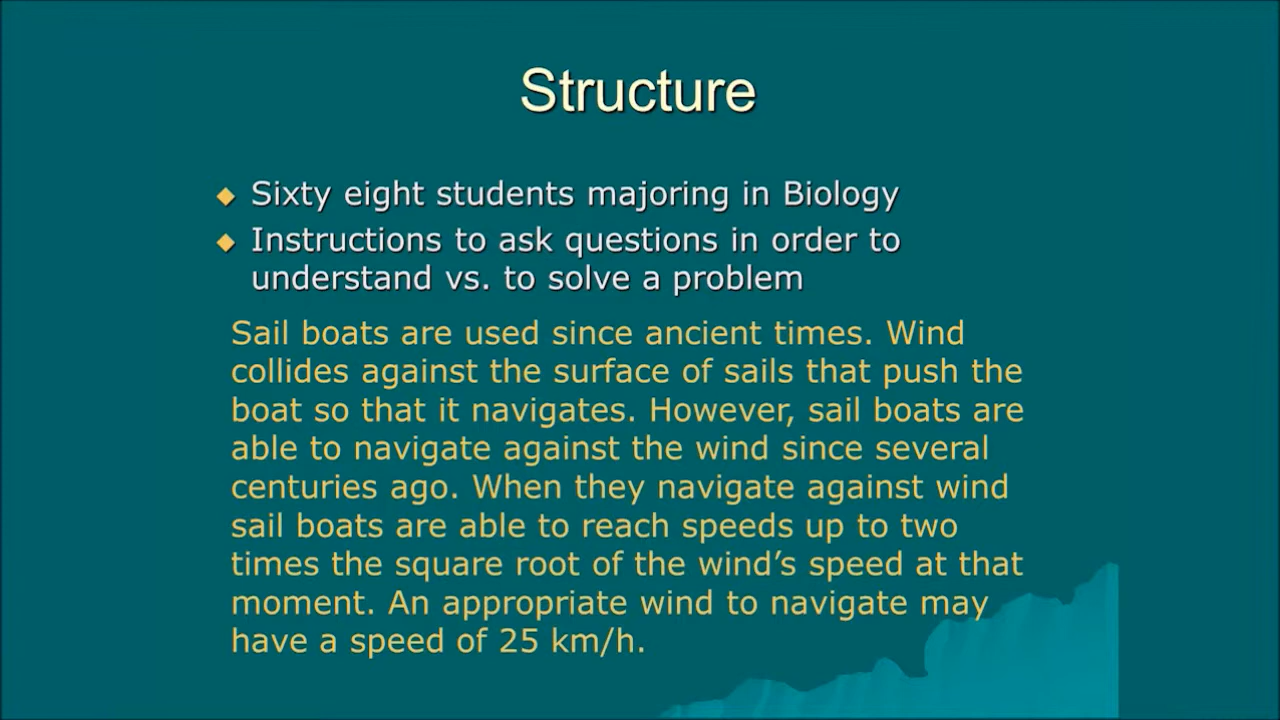 Structure
Sixty eight students majoring in Biology
Instructions to ask questions in order to
understand vs. to solve a problem
Sail boats are used since ancient times. Wind
collides against the surface of sails that push the
boat so that it navigates. However, sail boats are
able to navigate against the wind since several
centuries ago. When they navigate against wind
sail boats are able to reach speeds up to two
times the square root of the wind’s speed at that
moment. An appropriate wind to navigate may
have a speed of 25 km/h.